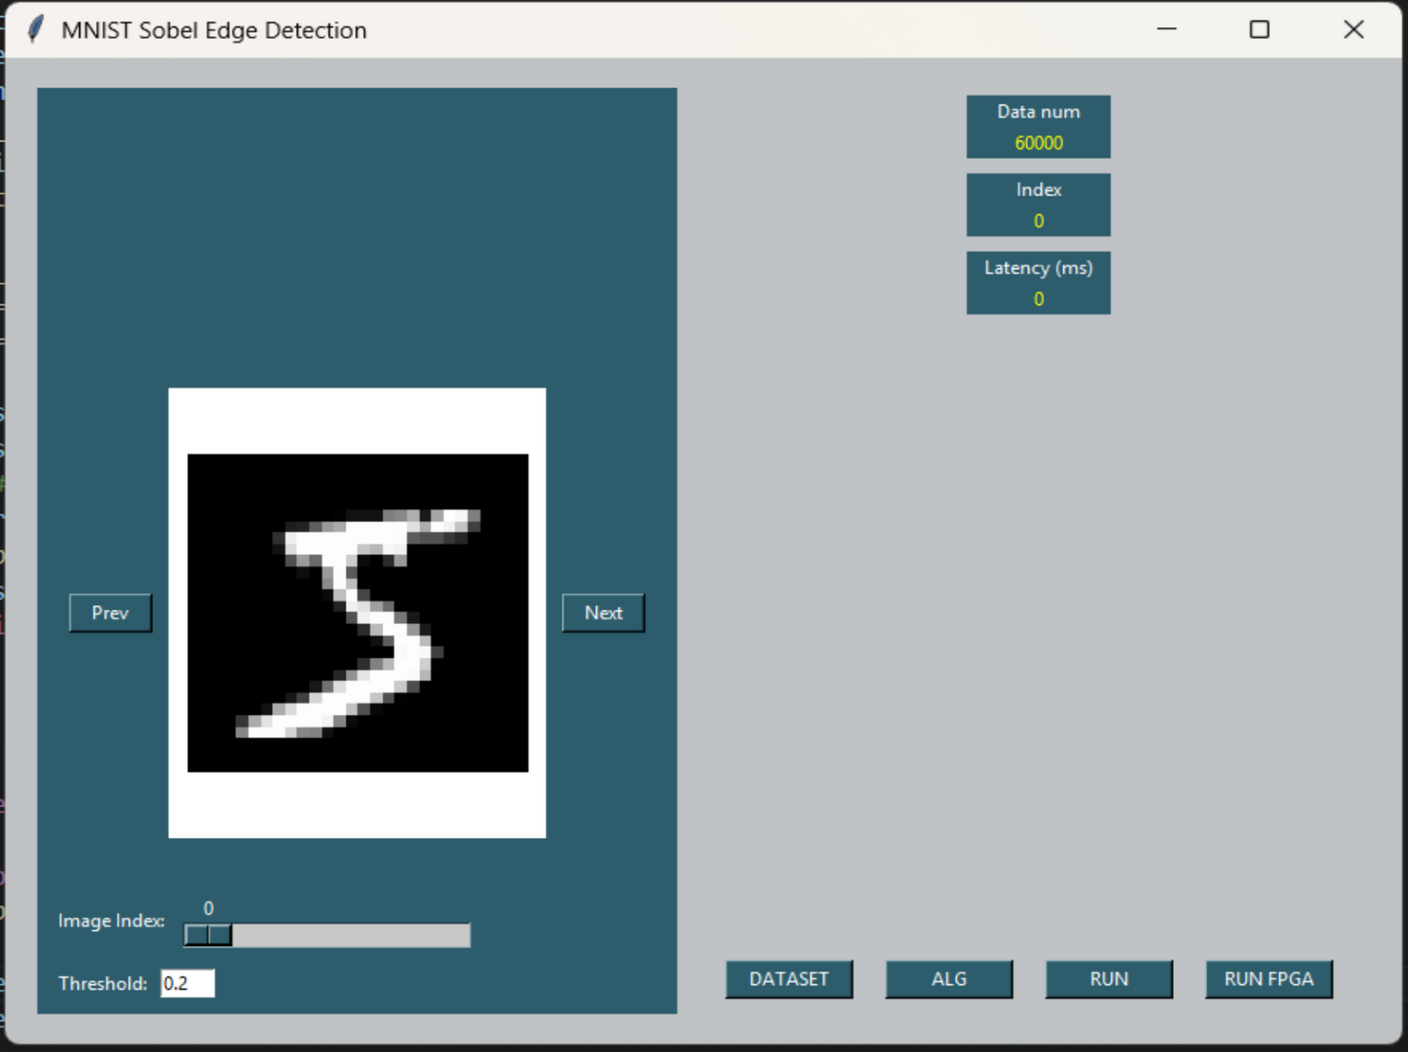 MNIST Sobel Edge Detection
Data num
60000
Index
0
Latency (ms)
0
Prev
Next
0
Image Index:
Threshold: 0.2
DATASET
ALG
RUN
RUN FPGA